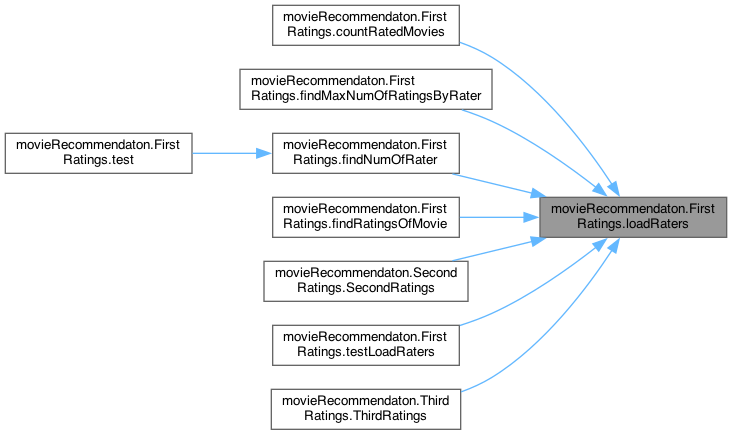 movieRecommendaton.First
Ratings.countRatedMovies
movieRecommendaton.First
Ratings.findMaxNumOfRatingsByRater
movieRecommendaton.First
Ratings.test
movieRecommendaton.First
Ratings.findNumOfRater
movieRecommendaton.First
Ratings.findRatingsOfMovie
movieRecommendaton.First
Ratings.loadRaters
movieRecommendaton.Second
Ratings.SecondRatings
movieRecommendaton.First
Ratings.testLoadRaters
movieRecommendaton.Third
Ratings.ThirdRatings